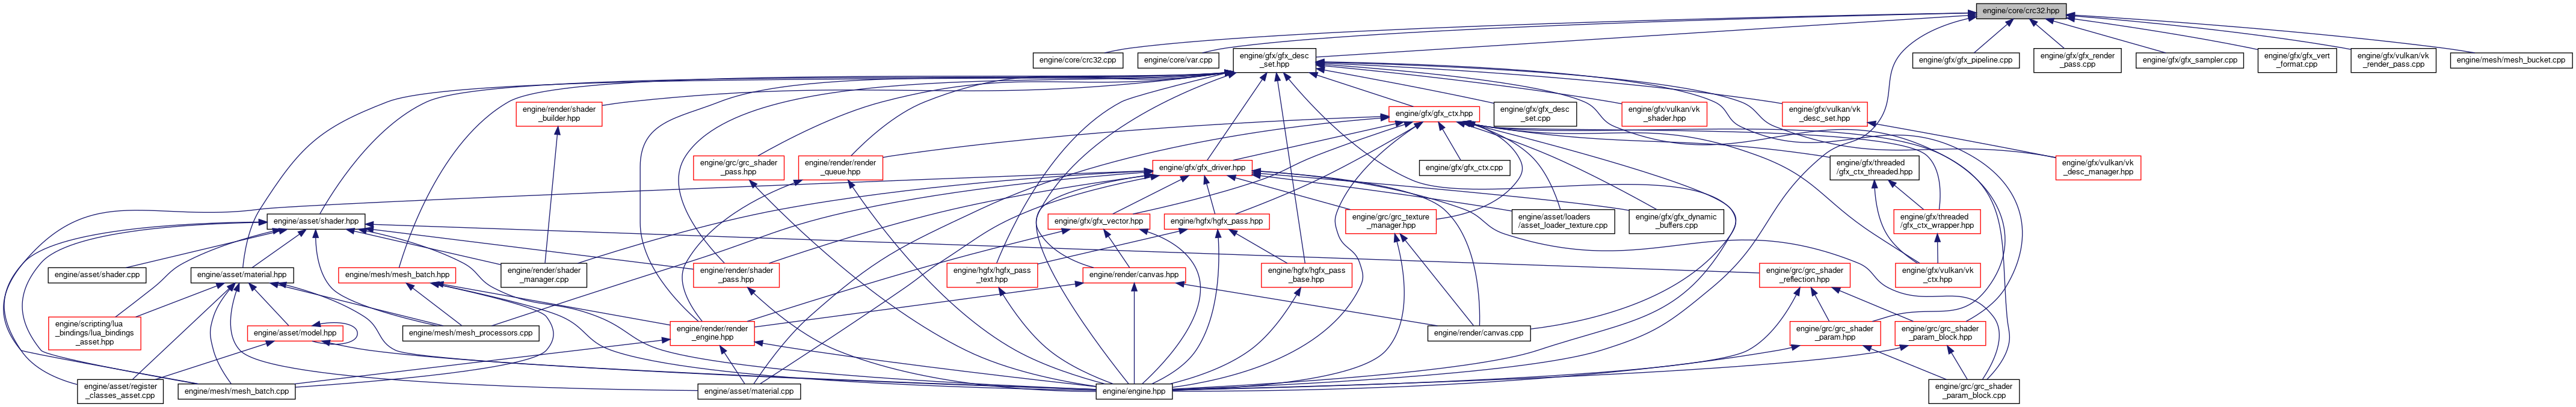 engine/core/crc32.hpp
engine/core/crc32.cpp
engine/core/var.cpp
engine/gfx/gfx_desc
_set.hpp
engine/gfx/gfx_pipeline.cpp
engine/gfx/gfx_render
_pass.cpp
engine/gfx/gfx_sampler.cpp
engine/gfx/gfx_vert
_format.cpp
engine/gfx/vulkan/vk
_render_pass.cpp
engine/mesh/mesh_bucket.cpp
engine/render/shader
_builder.hpp
engine/gfx/gfx_ctx.hpp
engine/gfx/gfx_desc
_set.cpp
engine/gfx/vulkan/vk
_shader.hpp
engine/gfx/vulkan/vk
_desc_set.hpp
engine/grc/grc_shader
_pass.hpp
engine/render/render
_queue.hpp
engine/gfx/gfx_driver.hpp
engine/gfx/gfx_ctx.cpp
engine/gfx/threaded
/gfx_ctx_threaded.hpp
engine/gfx/vulkan/vk
_desc_manager.hpp
engine/asset/shader.hpp
engine/gfx/gfx_vector.hpp
engine/hgfx/hgfx_pass.hpp
engine/grc/grc_texture
_manager.hpp
engine/asset/loaders
/asset_loader_texture.cpp
engine/gfx/gfx_dynamic
_buffers.cpp
engine/gfx/threaded
/gfx_ctx_wrapper.hpp
engine/asset/shader.cpp
engine/asset/material.hpp
engine/mesh/mesh_batch.hpp
engine/render/shader
_manager.cpp
engine/render/shader
_pass.hpp
engine/hgfx/hgfx_pass
_text.hpp
engine/render/canvas.hpp
engine/hgfx/hgfx_pass
_base.hpp
engine/grc/grc_shader
_reflection.hpp
engine/gfx/vulkan/vk
_ctx.hpp
engine/scripting/lua
_bindings/lua_bindings
_asset.hpp
engine/asset/model.hpp
engine/mesh/mesh_processors.cpp
engine/render/render
_engine.hpp
engine/render/canvas.cpp
engine/grc/grc_shader
_param.hpp
engine/grc/grc_shader
_param_block.hpp
engine/asset/register
_classes_asset.cpp
engine/mesh/mesh_batch.cpp
engine/asset/material.cpp
engine/engine.hpp
engine/grc/grc_shader
_param_block.cpp